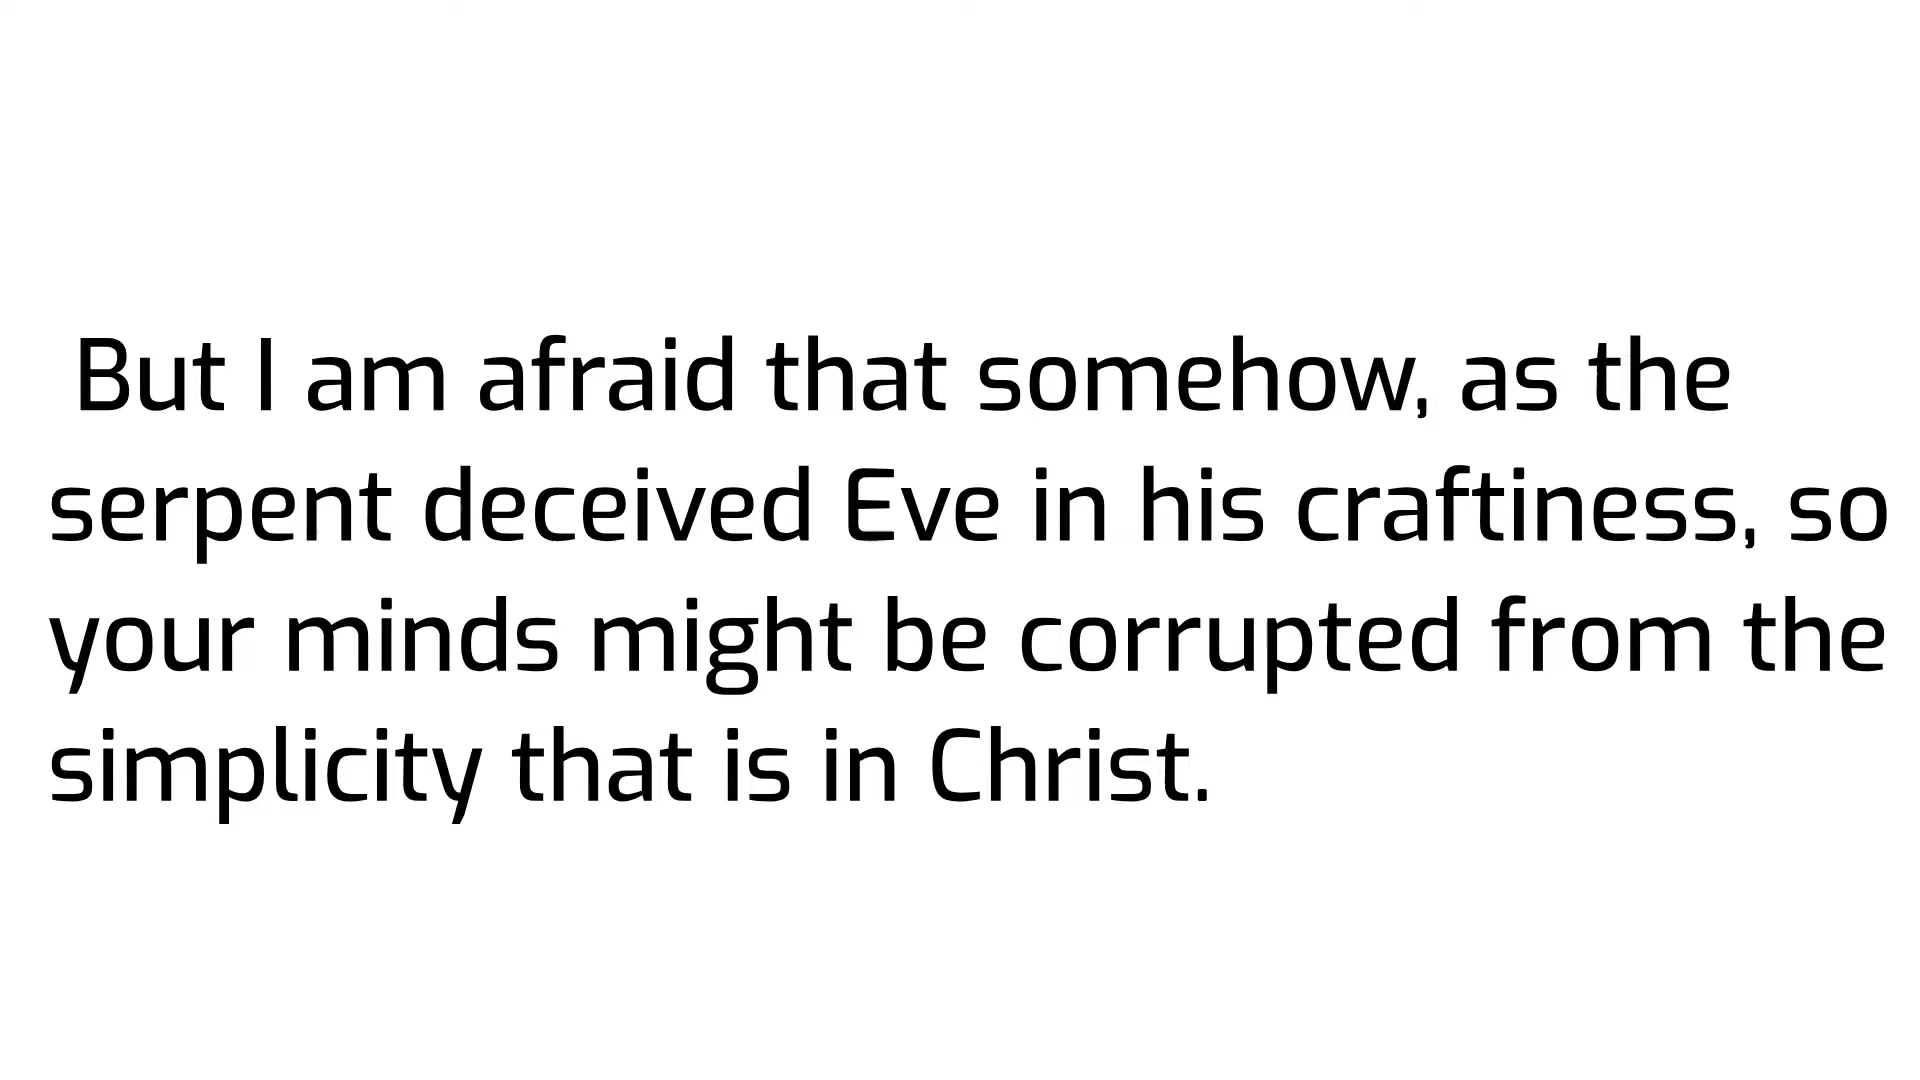 But I am afraid that somehow, as the
serpent deceived Eve in his craftiness, so
your minds might be corrupted from the
simplicity that is in Christ.